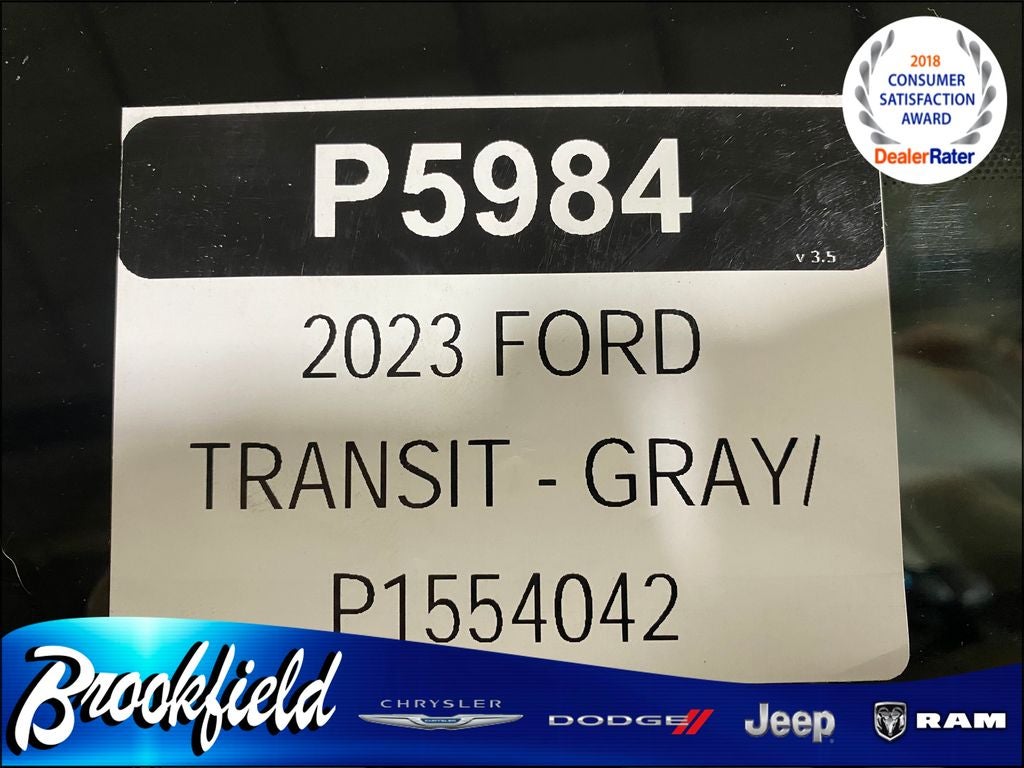 2018
CONSUMER
SATISFACTION
AWARD
DealerRater
P5984
v 3.5
2023 FORD
TRANSIT - GRAY/
P1554042
Brookfield
CHRYSLER
DODGE
Jeep
RAM